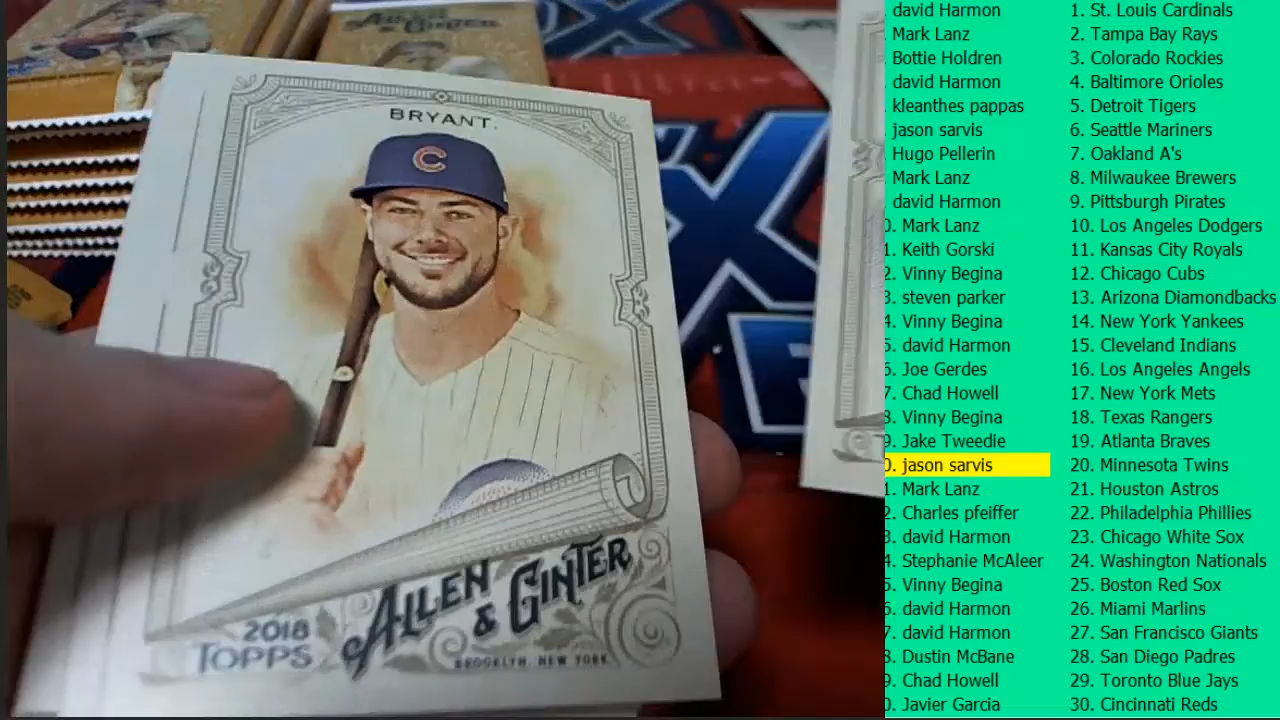 ALLEN
& GINTER
BRYANT.
C
2018
TOPPS
ALLEN
& GINTER
BROOKLYN, NEW YORK
david Harmon
Mark Lanz
Bottie Holdren
david Harmon
kleanthes pappas
jason sarvis
Hugo Pellerin
Mark Lanz
david Harmon
0. Mark Lanz
1. Keith Gorski
2. Vinny Begina
3. steven parker
4. Vinny Begina
5. david Harmon
6. Joe Gerdes
7. Chad Howell
8. Vinny Begina
9. Jake Tweedie
0. jason sarvis
1. Mark Lanz
2. Charles pfeiffer
3. david Harmon
4. Stephanie McAleer
5. Vinny Begina
6. david Harmon
7. david Harmon
8. Dustin McBane
9. Chad Howell
0. Javier Garcia
1. St. Louis Cardinals
2. Tampa Bay Rays
3. Colorado Rockies
4. Baltimore Orioles
5. Detroit Tigers
6. Seattle Mariners
7. Oakland A's
8. Milwaukee Brewers
9. Pittsburgh Pirates
10. Los Angeles Dodgers
11. Kansas City Royals
12. Chicago Cubs
13. Arizona Diamondbacks
14. New York Yankees
15. Cleveland Indians
16. Los Angeles Angels
17. New York Mets
18. Texas Rangers
19. Atlanta Braves
20. Minnesota Twins
21. Houston Astros
22. Philadelphia Phillies
23. Chicago White Sox
24. Washington Nationals
25. Boston Red Sox
26. Miami Marlins
27. San Francisco Giants
28. San Diego Padres
29. Toronto Blue Jays
30. Cincinnati Reds